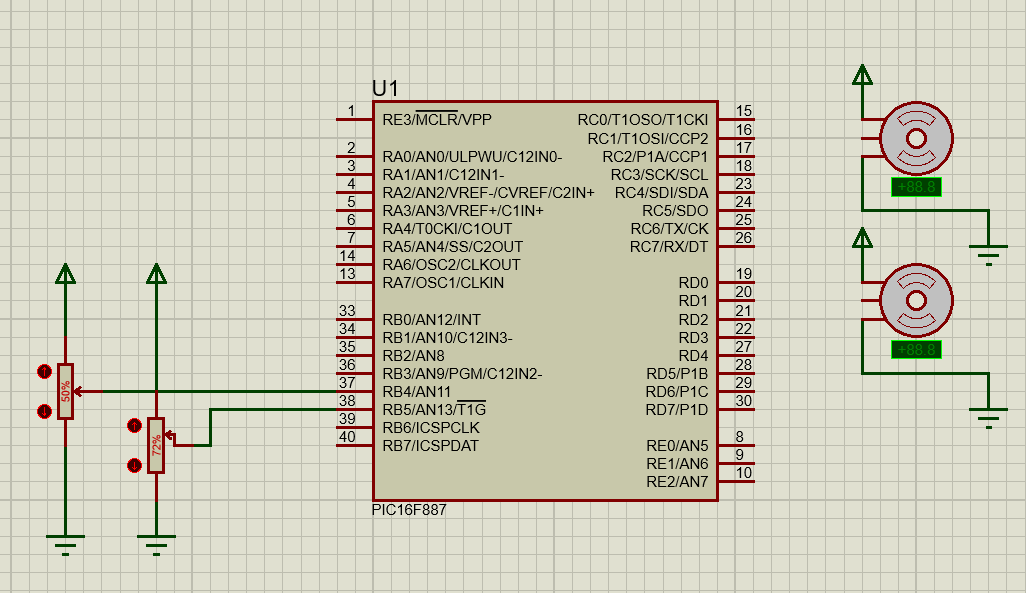 U1
1
RE3/MCLR/VPP
2
RA0/AN0/ULPWU/C12IN0-
3
RA1/AN1/C12IN1-
4
RA2/AN2/VREF-/CVREF/C2IN+
5
RA3/AN3/VREF+/C1IN+
6
RA4/T0CKI/C1OUT
7
RA5/AN4/SS/C2OUT
14
RA6/OSC2/CLKOUT
13
RA7/OSC1/CLKIN
33
RB0/AN12/INT
34
RB1/AN10/C12IN3-
35
RB2/AN8
36
RB3/AN9/PGM/C12IN2-
37
RB4/AN11
38
RB5/AN13/T1G
39
RB6/ICSPCLK
40
RB7/ICSPDAT
15
RC0/T1OSO/T1CKI
16
RC1/T1OSI/CCP2
17
RC2/P1A/CCP1
18
RC3/SCK/SCL
23
RC4/SDI/SDA
24
RC5/SDO
25
RC6/TX/CK
26
RC7/RX/DT
19
RD0
20
RD1
21
RD2
22
RD3
27
RD4
28
RD5/P1B
29
RD6/P1C
30
RD7/P1D
8
RE0/AN5
9
RE1/AN6
10
RE2/AN7
PIC16F887
50%
72%
+88.8
+88.8